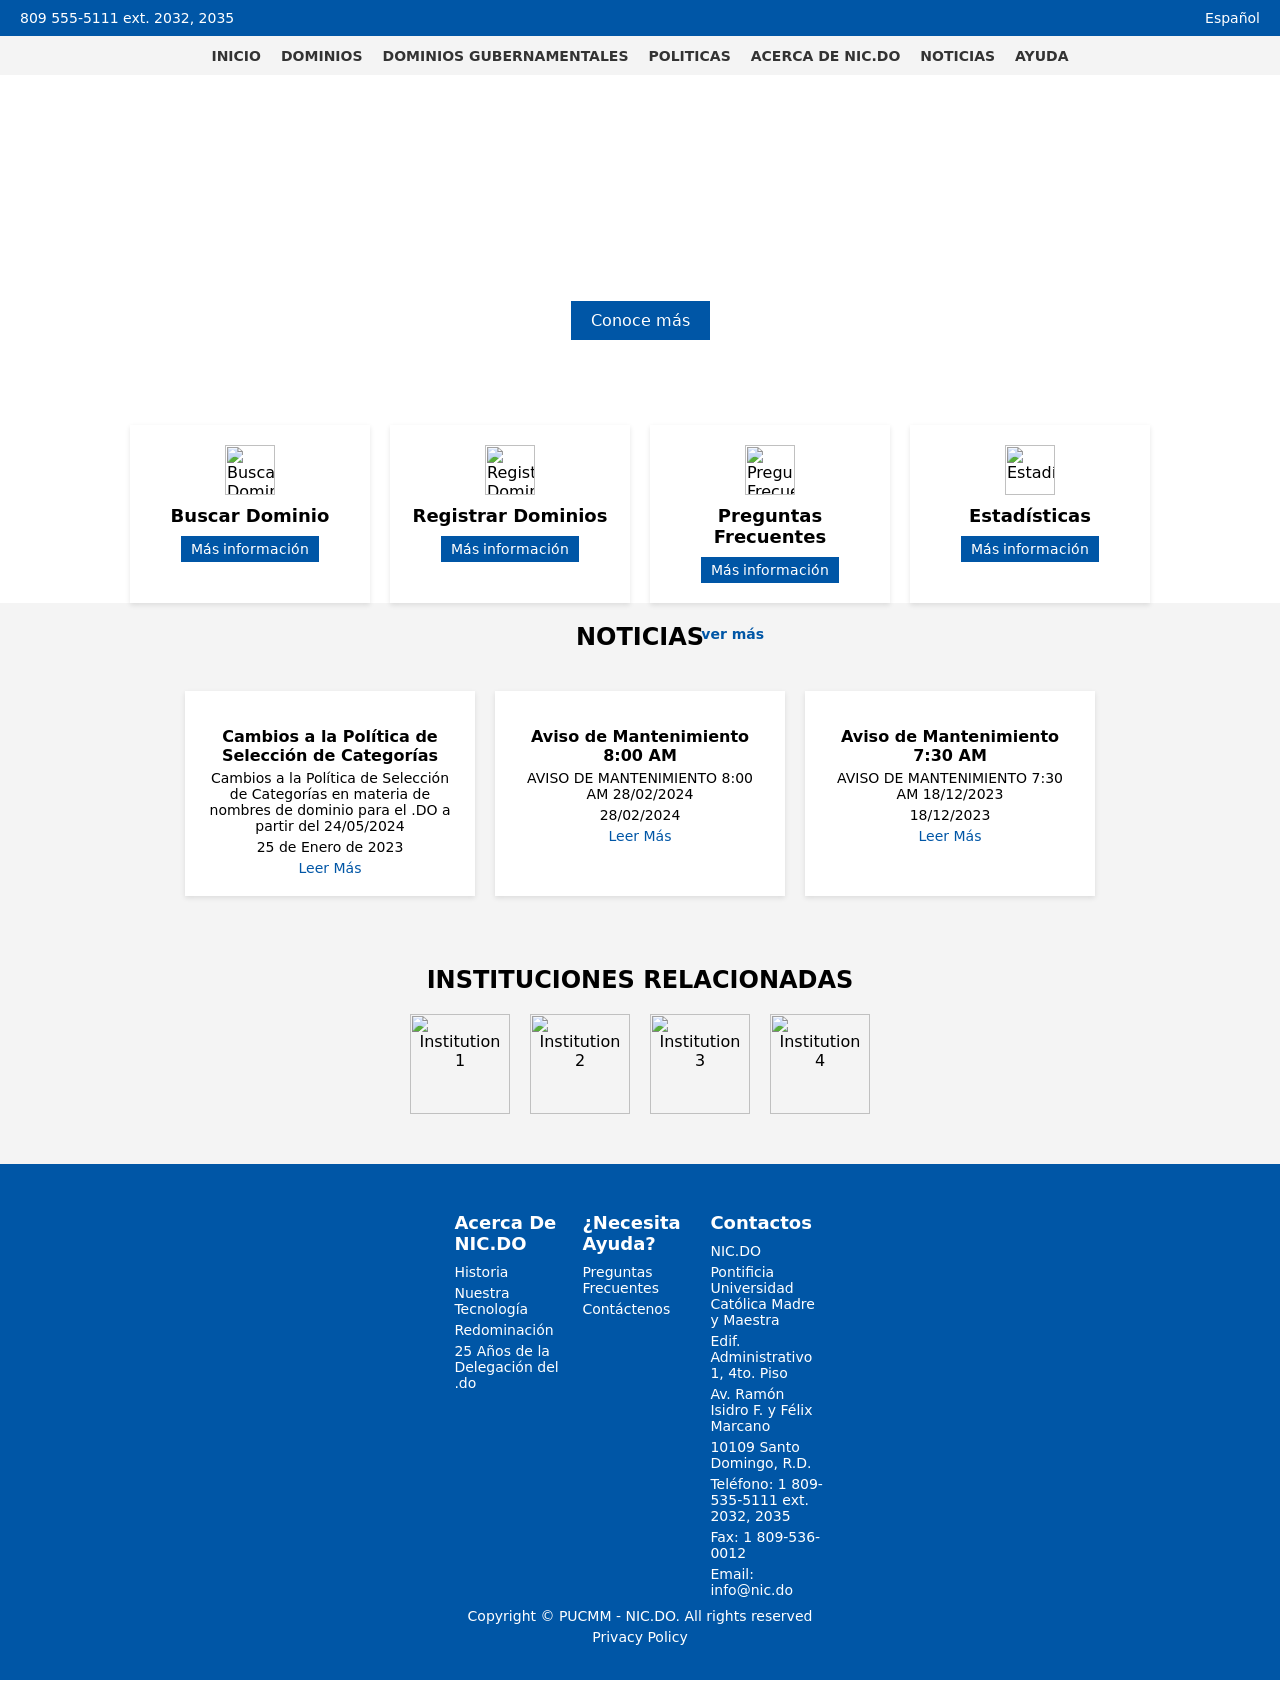 809 555-5111 ext. 2032, 2035
Español
INICIO DOMINIOS DOMINIOS GUBERNAMENTALES POLITICAS ACERCA DE NIC.DO NOTICIAS AYUDA
Conoce más
Buscar Dominio
Más información
Registrar Dominios
Más información
Preguntas
Frecuentes
Más información
Estadísticas
Más información
NOTICIAS
ver más
Cambios a la Política de
Selección de Categorías
Cambios a la Política de Selección
de Categorías en materia de
nombres de dominio para el .DO a
partir del 24/05/2024
25 de Enero de 2023
Leer Más
Aviso de Mantenimiento
8:00 AM
AVISO DE MANTENIMIENTO 8:00
AM 28/02/2024
28/02/2024
Leer Más
Aviso de Mantenimiento
7:30 AM
AVISO DE MANTENIMIENTO 7:30
AM 18/12/2023
18/12/2023
Leer Más
INSTITUCIONES RELACIONADAS
Institution
1
Institution
2
Institution
3
Institution
4
Acerca De
NIC.DO
Historia
Nuestra
Tecnología
Redominación
25 Años de la
Delegación del
.do
¿Necesita
Ayuda?
Preguntas
Frecuentes
Contáctenos
Contactos
NIC.DO
Pontificia
Universidad
Católica Madre
y Maestra
Edif.
Administrativo
1, 4to. Piso
Av. Ramón
Isidro F. y Félix
Marcano
10109 Santo
Domingo, R.D.
Teléfono: 1 809-
535-5111 ext.
2032, 2035
Fax: 1 809-536-
0012
Email:
info@nic.do
Copyright © PUCMM - NIC.DO. All rights reserved
Privacy Policy